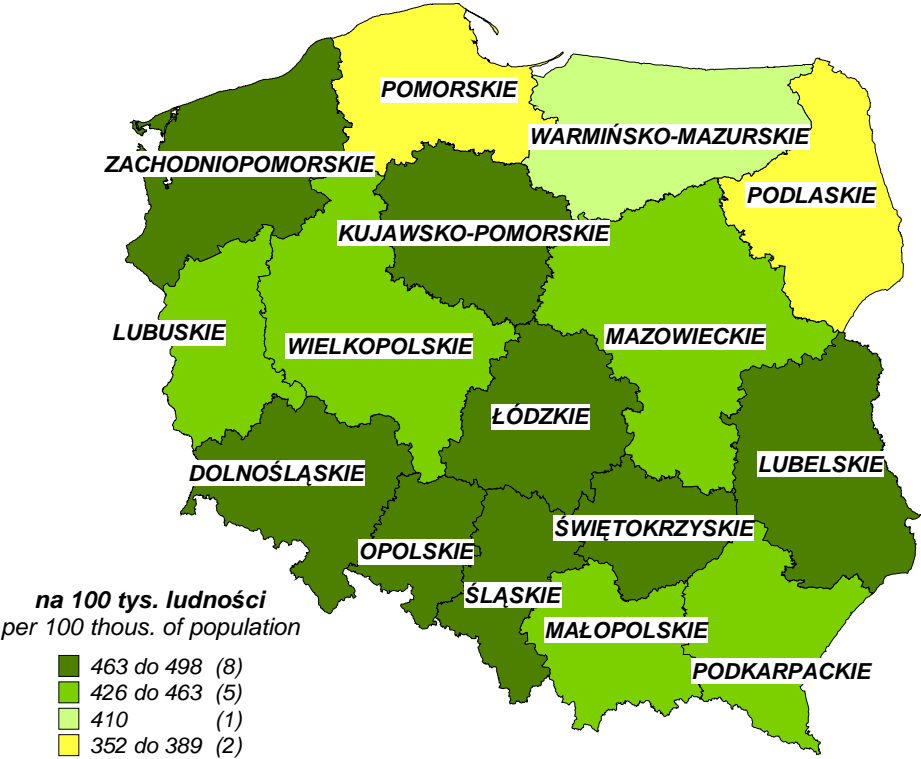 POMORSKIE
WARMIŃSKO-MAZURSKIE
ZACHODNIOPOMORSKIE
PODLASKIE
KUJAWSKO-POMORSKIE
LUBUSKIE
WIELKOPOLSKIE
MAZOWIECKIE
ŁÓDZKIE
DOLNOŚLĄSKIE
LUBELSKIE
ŚWIĘTOKRZYSKIE
OPOLSKIE
ŚLĄSKIE
MAŁOPOLSKIE
PODKARPACKIE
na 100 tys. ludności
per 100 thous. of population
463 do 498 (8)
426 do 463 (5)
410 (1)
352 do 389 (2)